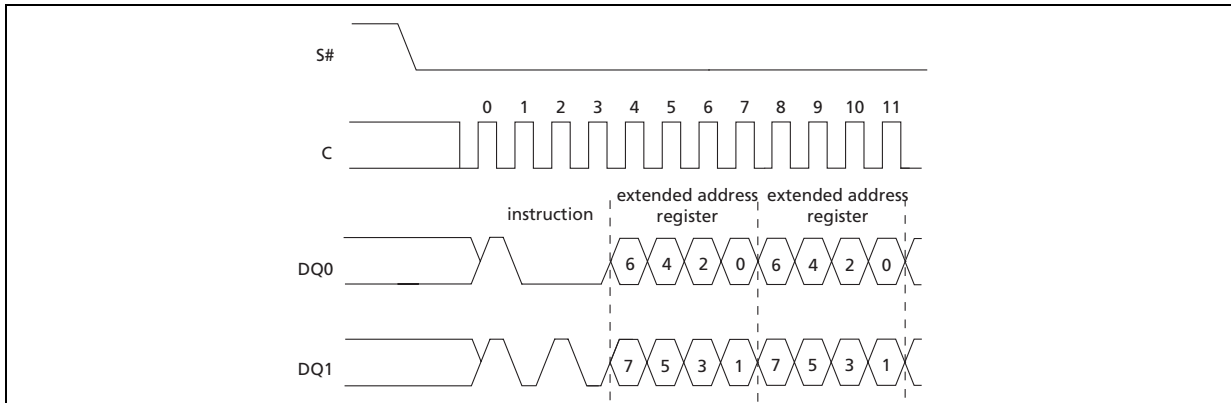 S#
0 1 2 3 4 5 6 7 8 9 10 11
C
instruction
extended address
register
extended address
register
DQ0
6 4 2 0 6 4 2 0
DQ1
7 5 3 1 7 5 3 1